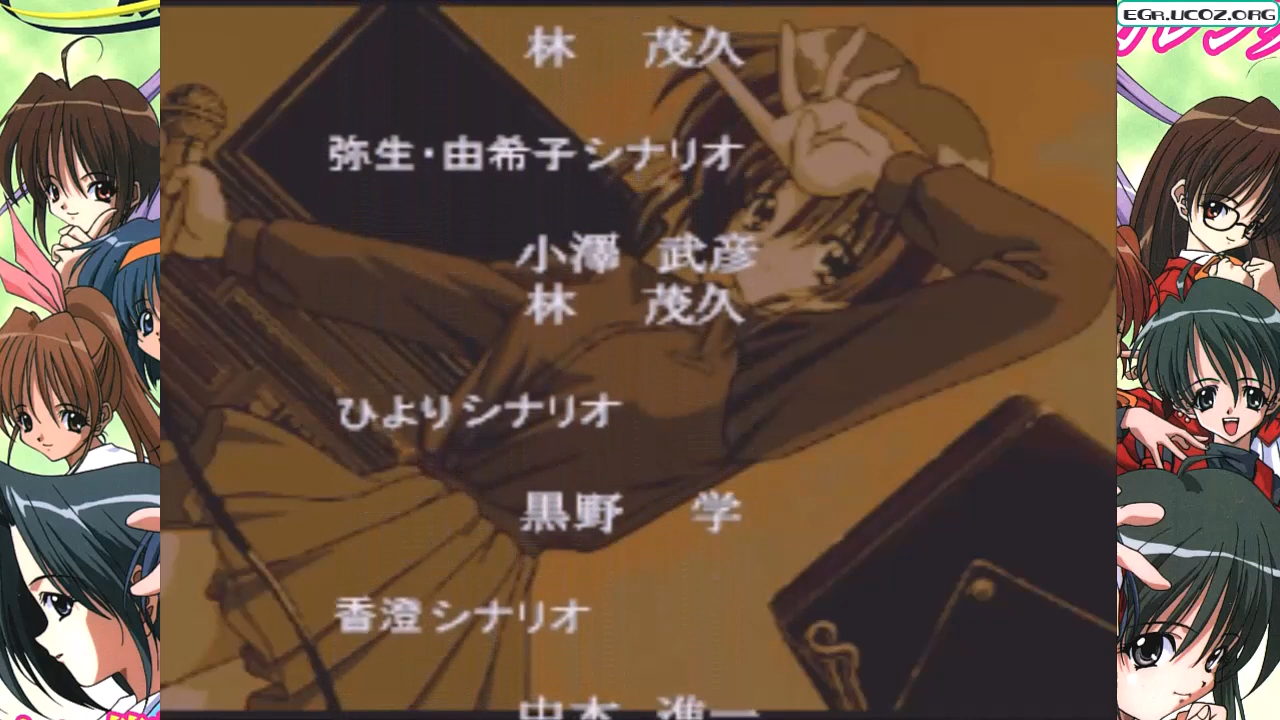 EGR.UCOZ.ORG
林 茂久
弥生・由希子シナリオ
小澤 武彦
林 茂久
ひよりシナリオ
黒野 学
香澄シナリオ